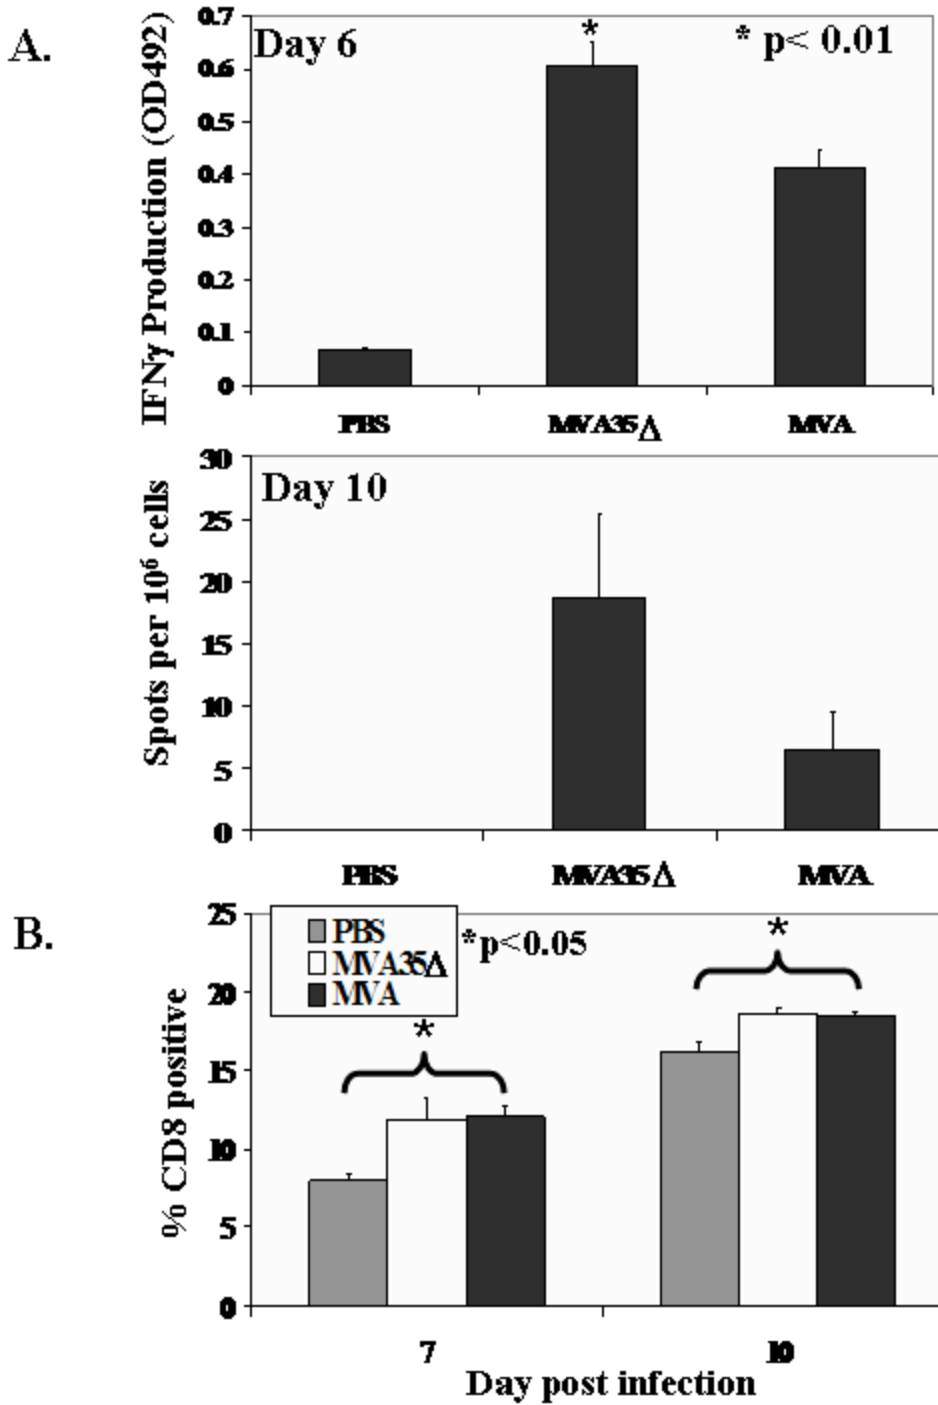 A.
IFNγ Production (OD492)
0.7
0.6
0.5
0.4
0.3
0.2
0.1
0
Day 6
*
* p< 0.01
PBS
MVA35Δ
MVA
Spots per 10⁶ cells
30
25
20
15
10
5
0
Day 10
PBS
MVA35Δ
MVA
B.
% CD8 positive
25
20
15
10
5
0
PBS
MVA35Δ
MVA
*p<0.05
*
*
7
10
Day post infection